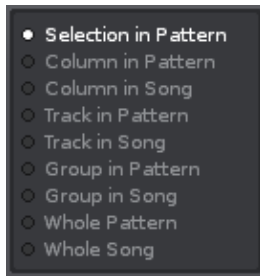 Selection in Pattern
Column in Pattern
Column in Song
Track in Pattern
Track in Song
Group in Pattern
Group in Song
Whole Pattern
Whole Song